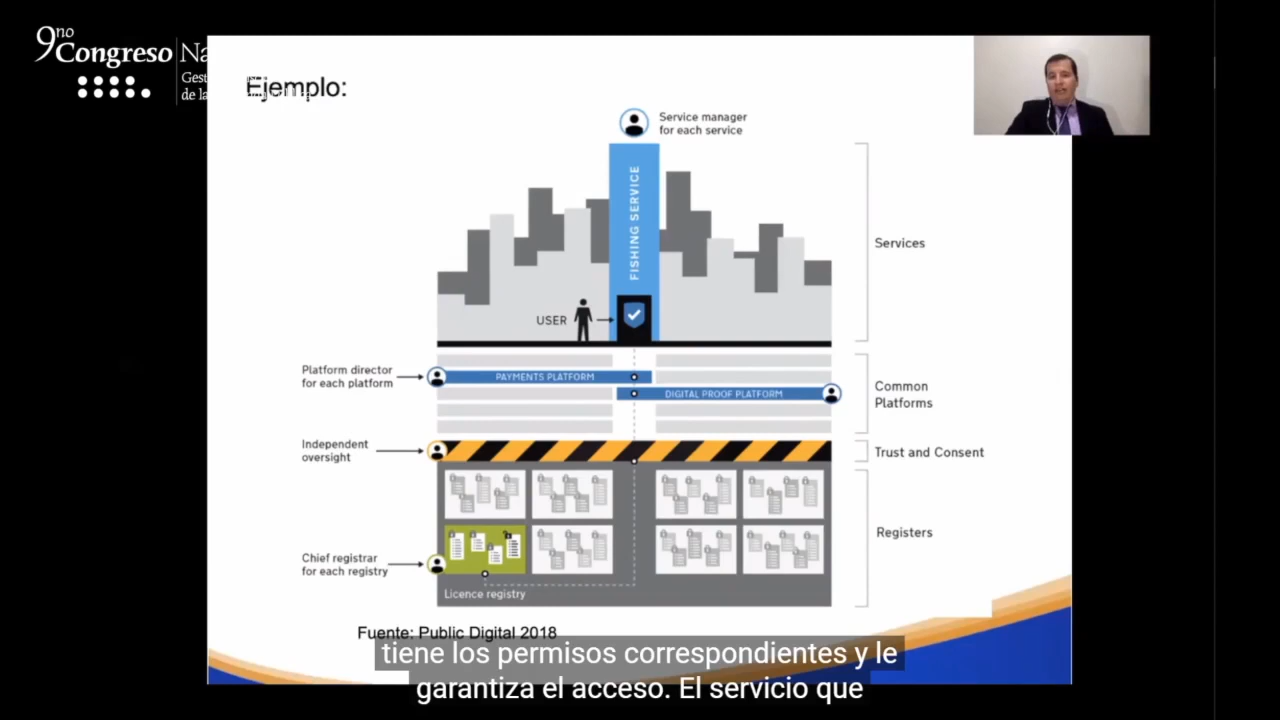 9no
Congreso Na
Gest
de la
Ejemplo:
Service manager
for each service
FISHING SERVICE
Services
USER
Platform director
for each platform
PAYMENTS PLATFORM
DIGITAL PROOF PLATFORM
Common
Platforms
Independent
oversight
Trust and Consent
Registers
Chief registrar
for each registry
Licence registry
Fuente: Public Digital 2018
tiene los permisos correspondientes y le
garantiza el acceso. El servicio que